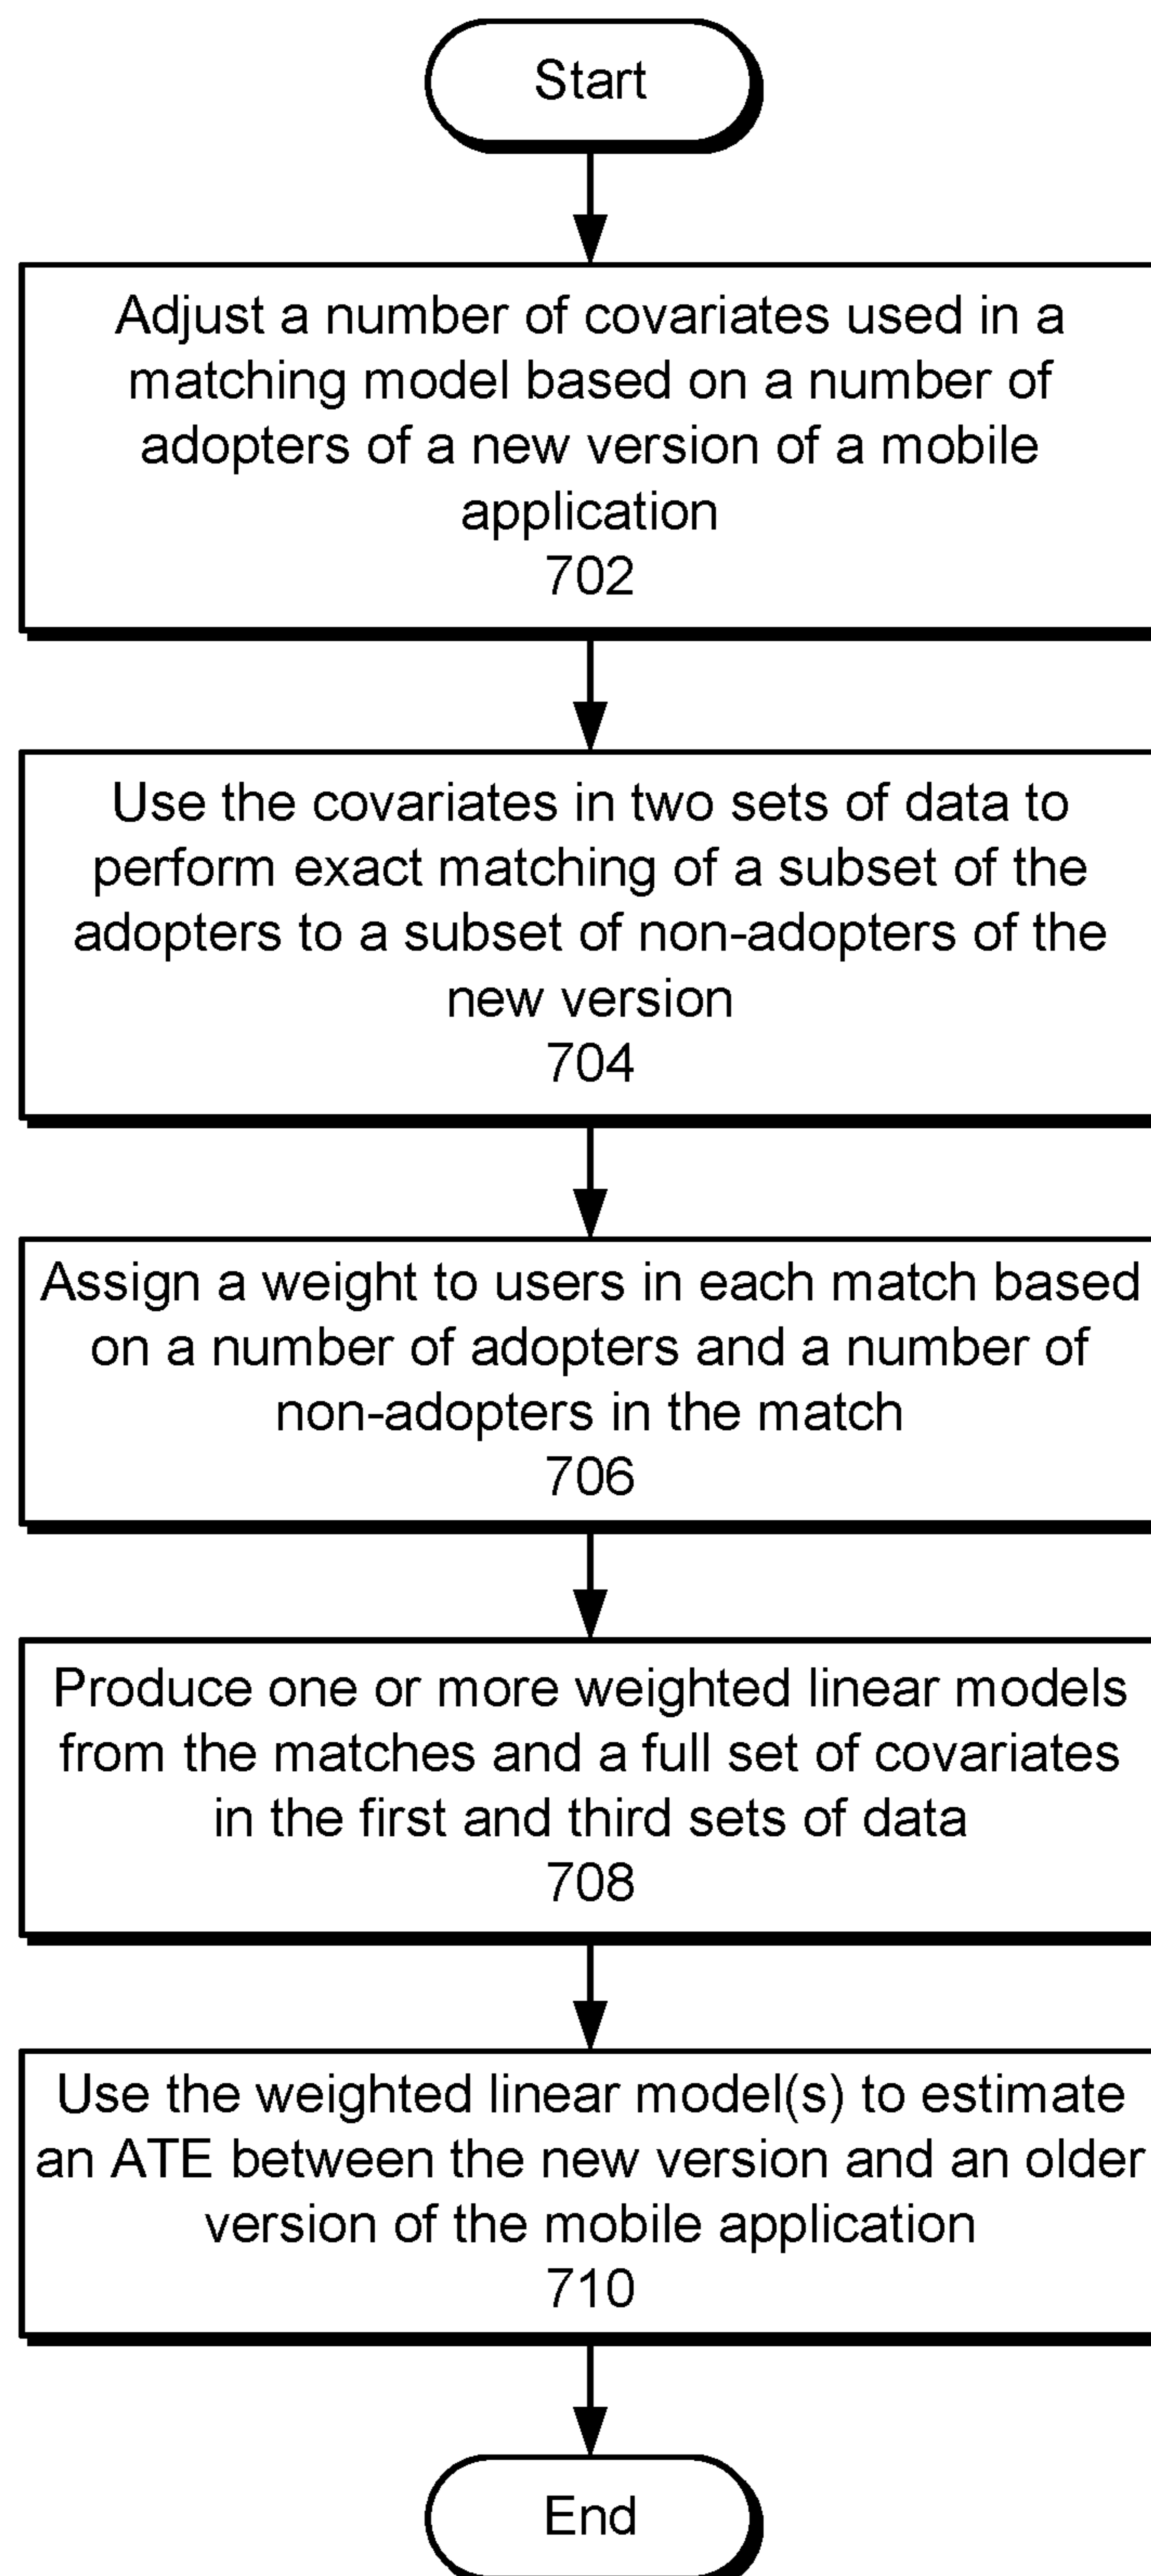 Start
Adjust a number of covariates used in a
matching model based on a number of
adopters of a new version of a mobile
application
702
Use the covariates in two sets of data to
perform exact matching of a subset of the
adopters to a subset of non-adopters of the
new version
704
Assign a weight to users in each match based
on a number of adopters and a number of
non-adopters in the match
706
Produce one or more weighted linear models
from the matches and a full set of covariates
in the first and third sets of data
708
Use the weighted linear model(s) to estimate
an ATE between the new version and an older
version of the mobile application
710
End